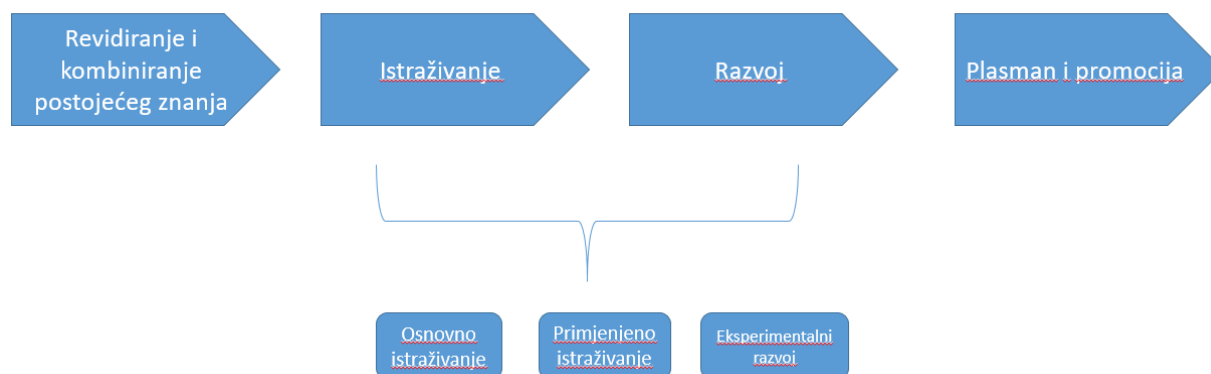 Revidiranje i
kombiniranje
postojećeg znanja
Istraživanje
Razvoj
Plasman i promocija
Osnovno
istraživanje
Primjenjeno
istraživanje
Eksperimentalni
razvoj